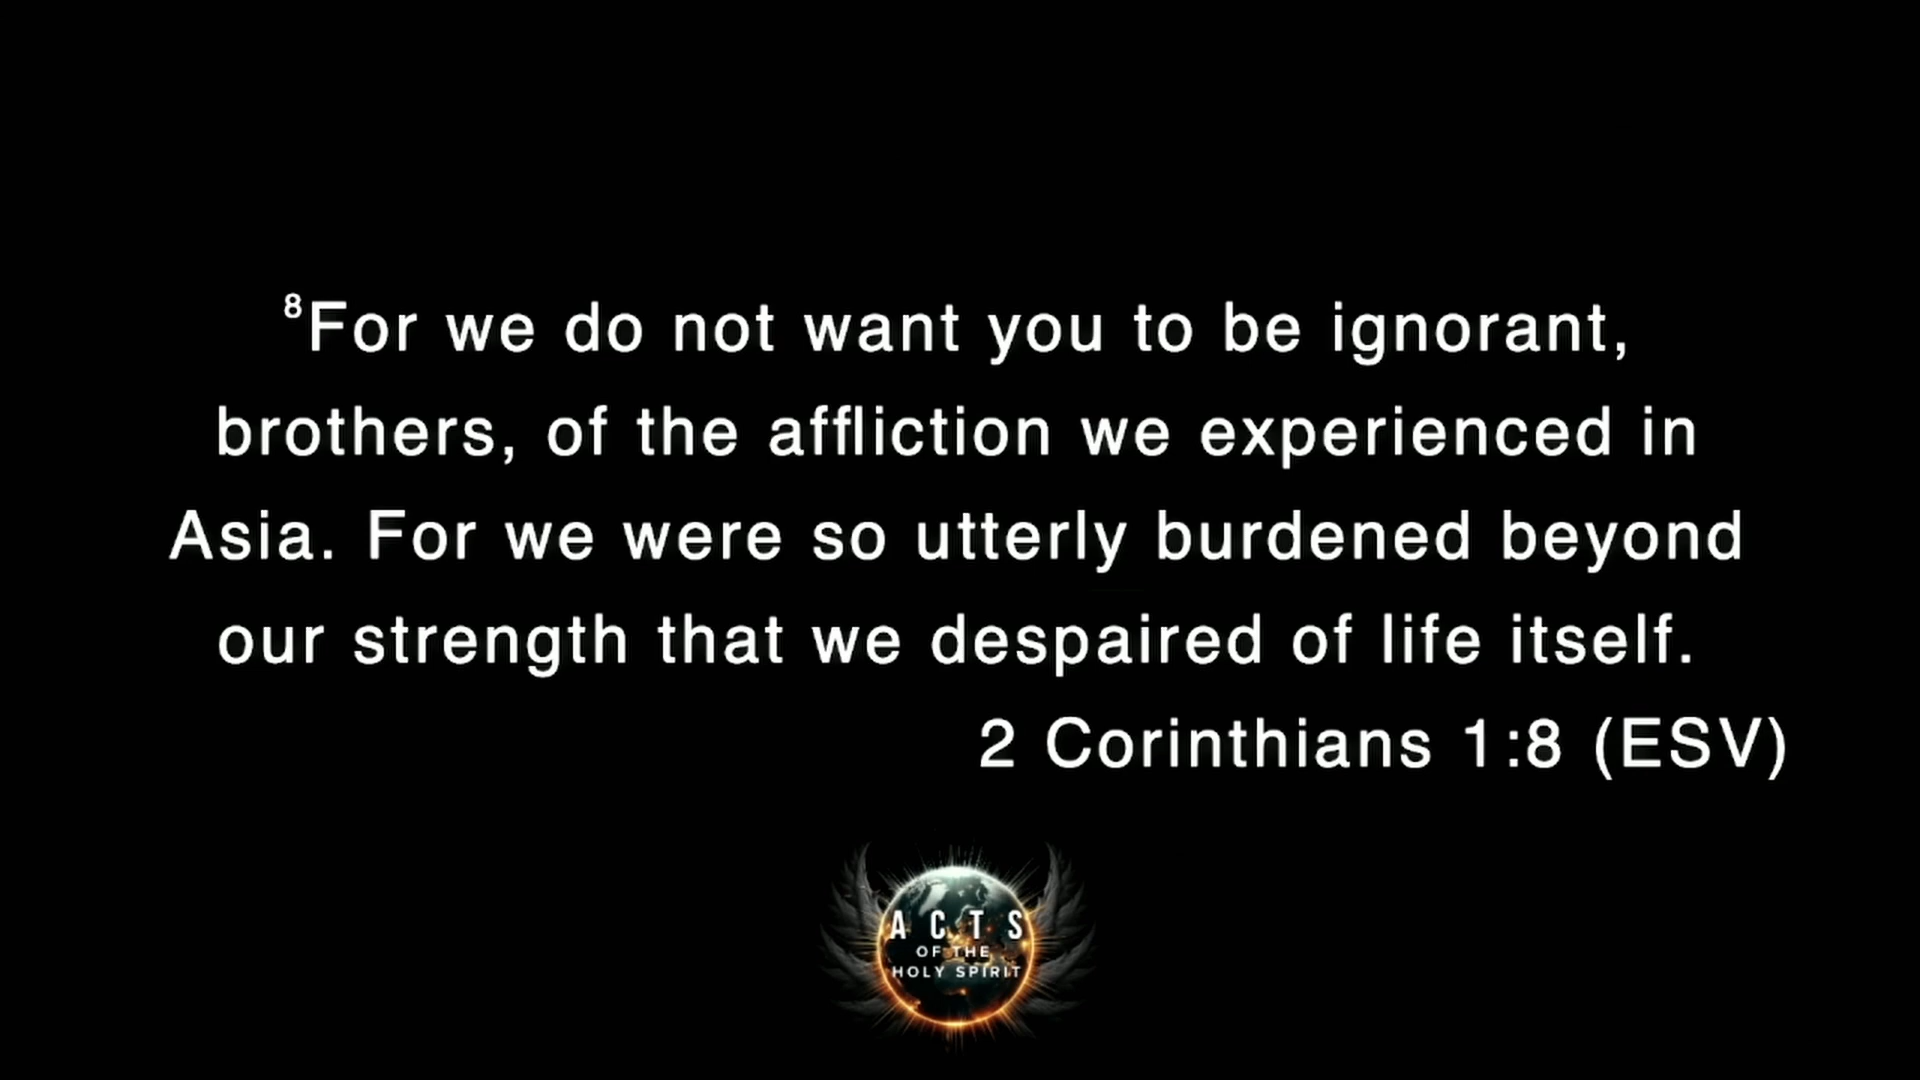 ⁸For we do not want you to be ignorant,
brothers, of the affliction we experienced in
Asia. For we were so utterly burdened beyond
our strength that we despaired of life itself.
2 Corinthians 1:8 (ESV)
ACTS
OF THE
HOLY SPIRIT